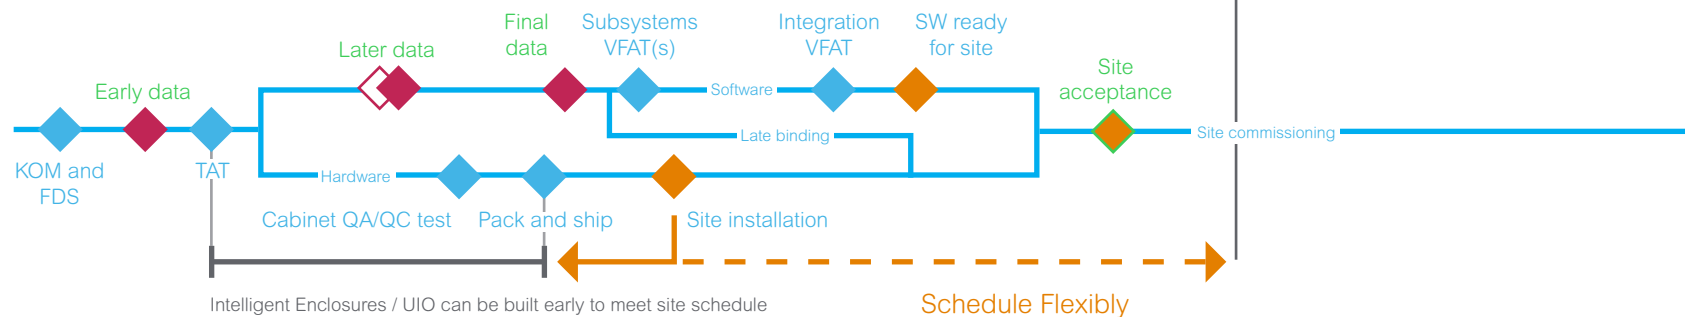 Final
data
Subsystems
VFAT(s)
Integration
VFAT
SW ready
for site
Later data
Site
acceptance
Early data
Software
Late binding
Site commissioning
KOM and
FDS
TAT
Hardware
Cabinet QA/QC test
Pack and ship
Site installation
Intelligent Enclosures / UIO can be built early to meet site schedule
Schedule Flexibly